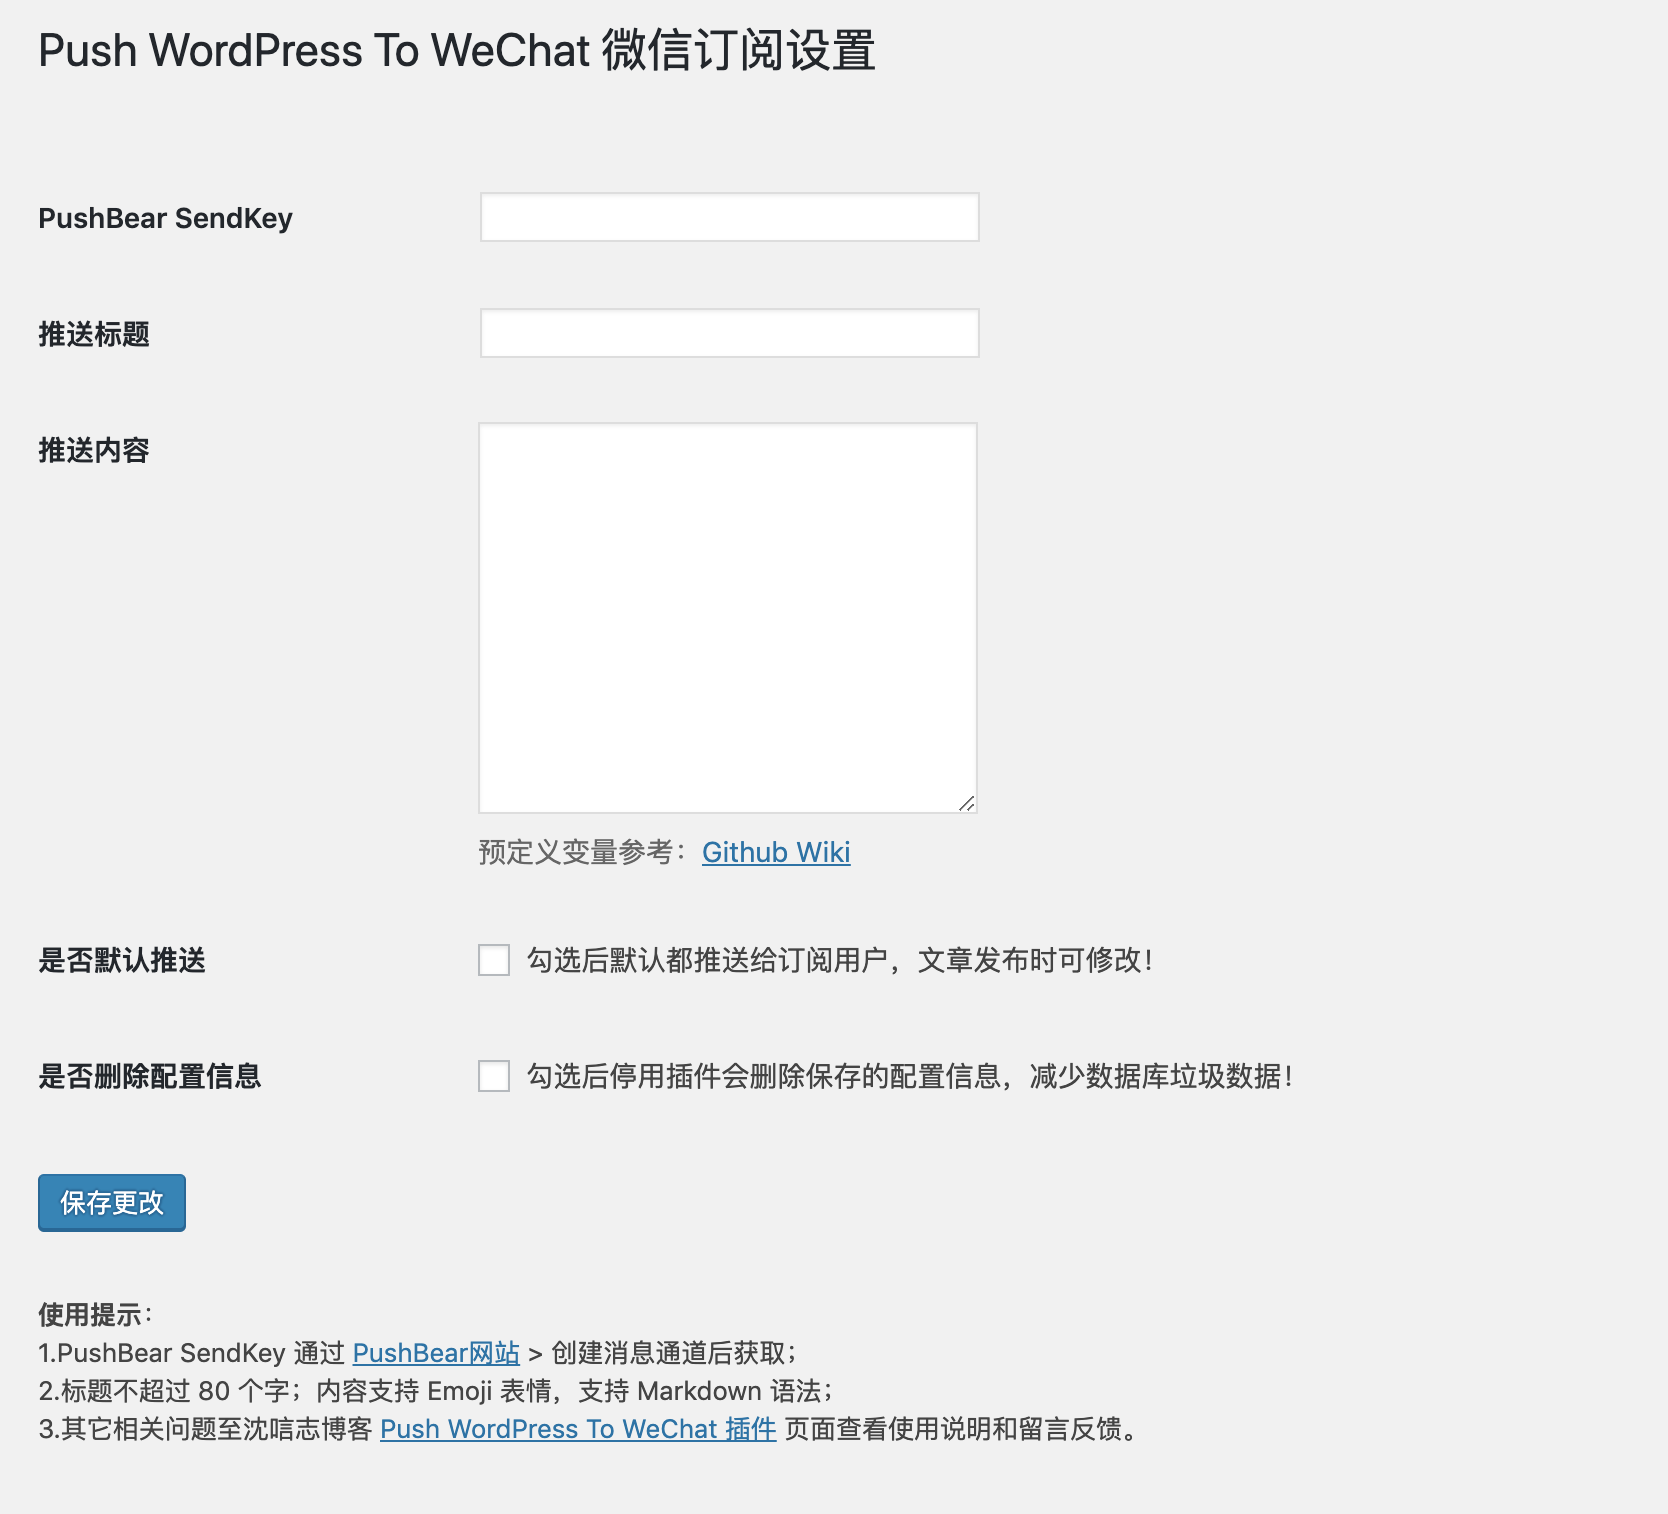 Push WordPress To WeChat 微信订阅设置
PushBear SendKey
推送标题
推送内容
预定义变量参考：Github Wiki
是否默认推送
勾选后默认都推送给订阅用户，文章发布时可修改！
是否删除配置信息
勾选后停用插件会删除保存的配置信息，减少数据库垃圾数据！
保存更改
使用提示：
1.PushBear SendKey 通过 PushBear网站 > 创建消息通道后获取；
2.标题不超过 80 个字；内容支持 Emoji 表情，支持 Markdown 语法；
3.其它相关问题至沈唁志博客 Push WordPress To WeChat 插件 页面查看使用说明和留言反馈。